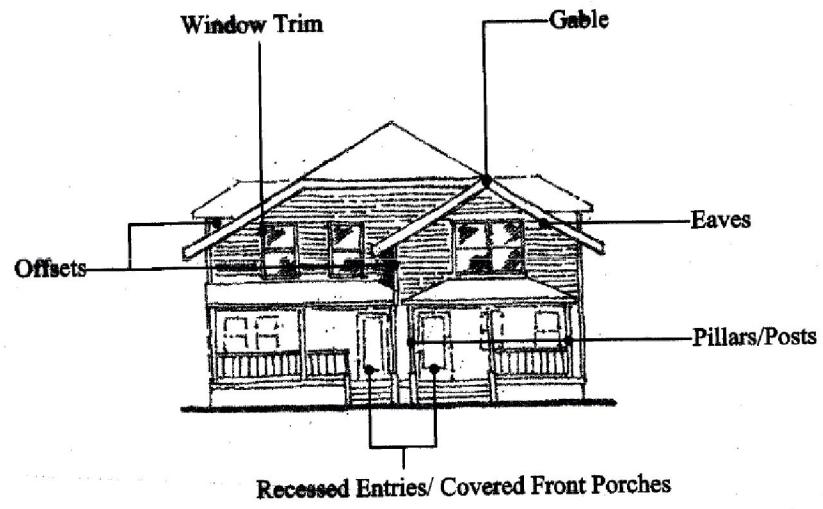 Window Trim
Gable
Eaves
Offsets
Pillars/Posts
Recessed Entries/ Covered Front Porches